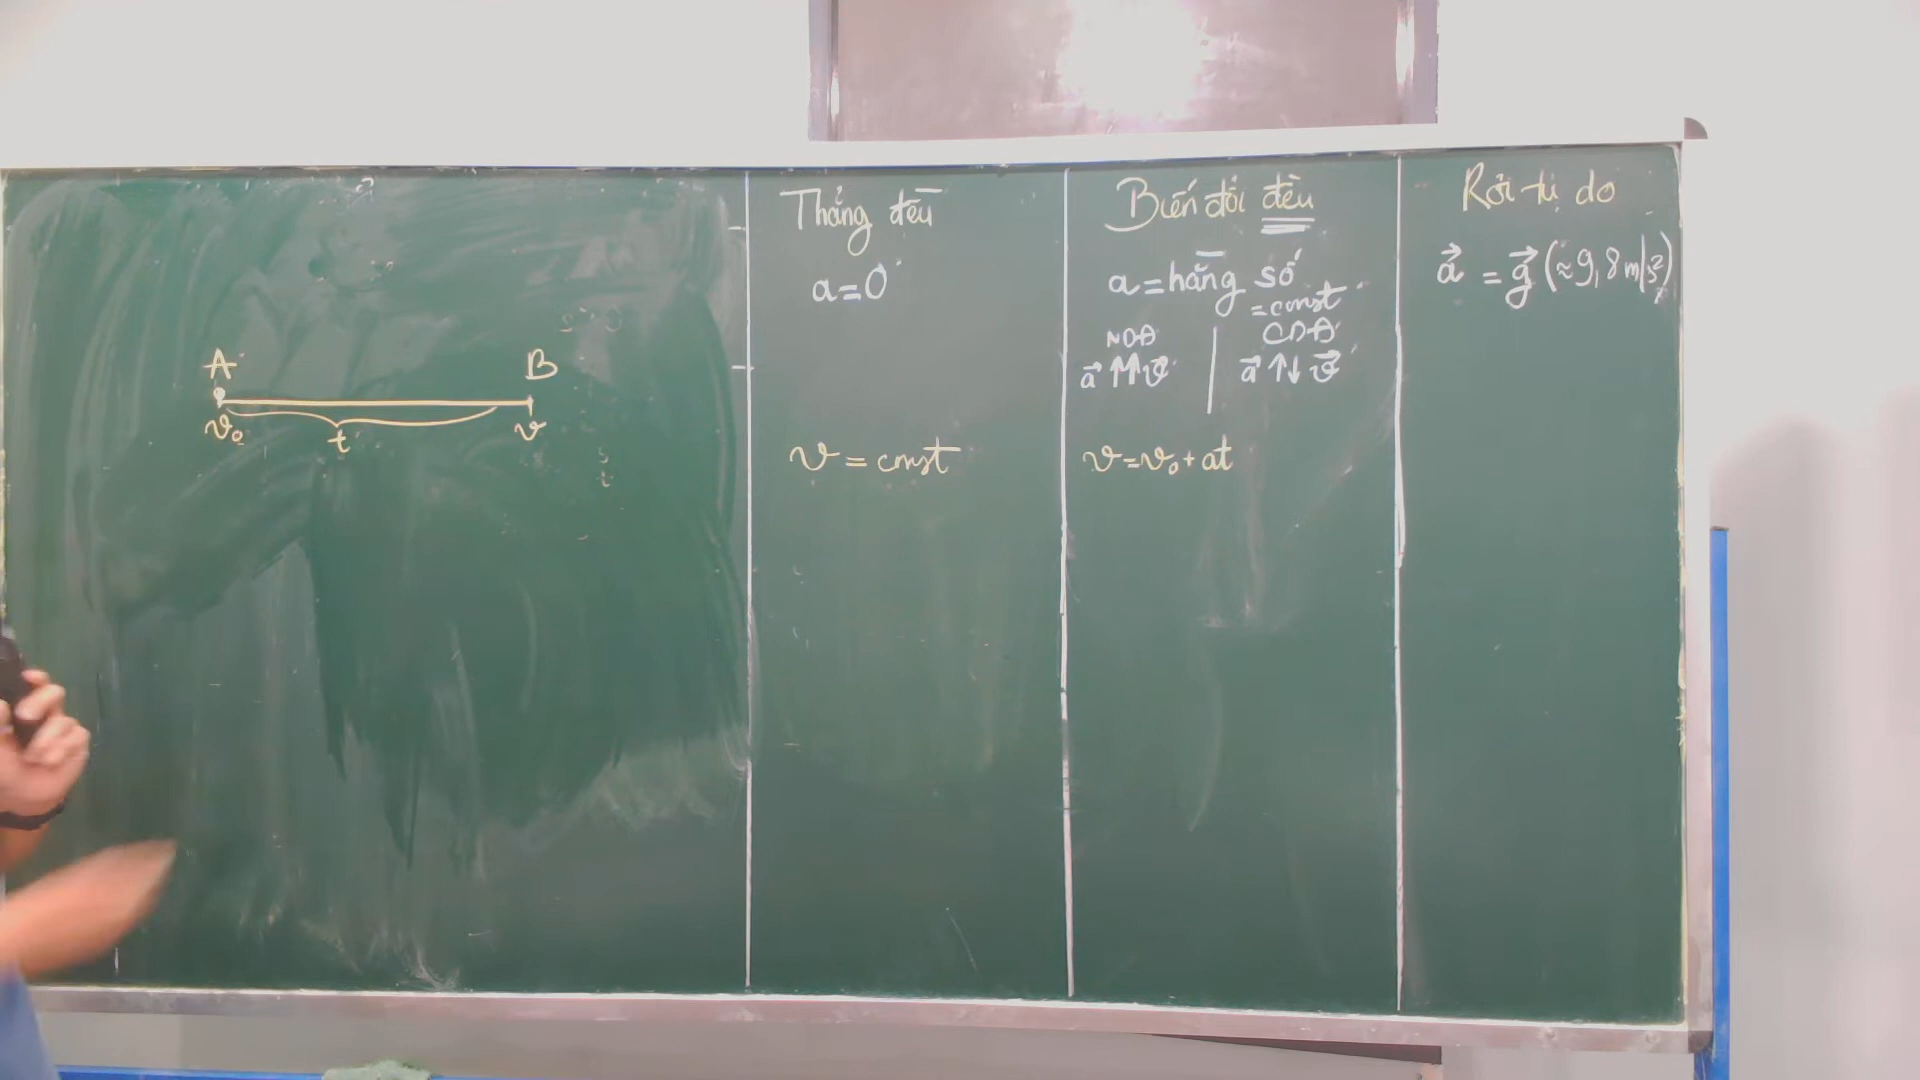 A B
v₀ t v
Thẳng đều
a = 0
v = const
Biến đổi đều
a = hằng số
= const
NDĐ | CDĐ
a⃗ ↑↑ v⃗ | a⃗ ↑↓ v⃗
v = v₀ + at
Rơi tự do
a⃗ = g⃗ (≈ 9,8 m/s²)